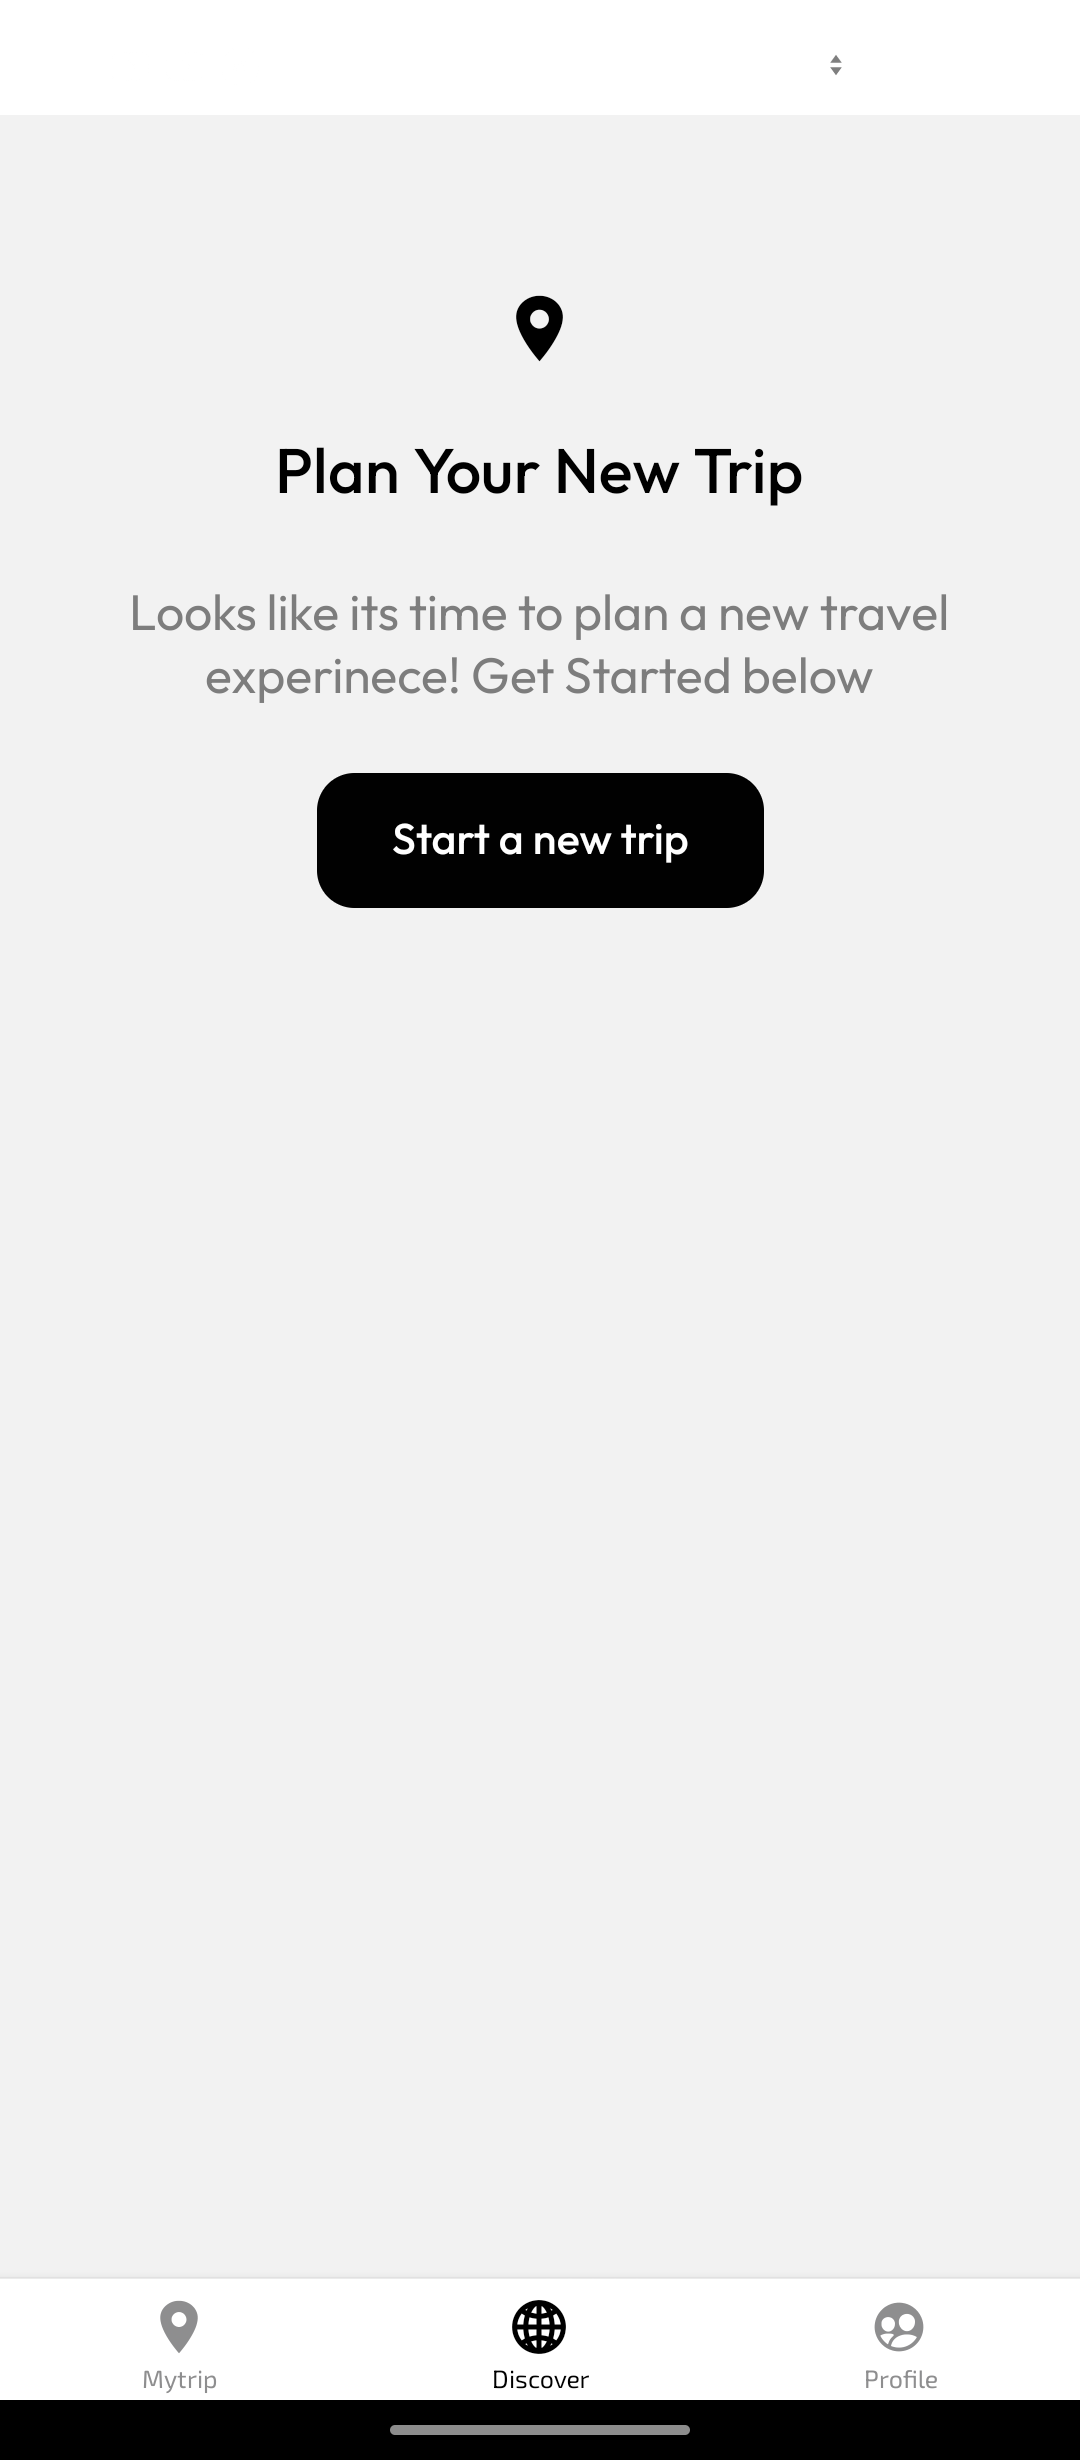 Plan Your New Trip
Looks like its time to plan a new travel
experinece! Get Started below
Start a new trip
Mytrip
Discover
Profile